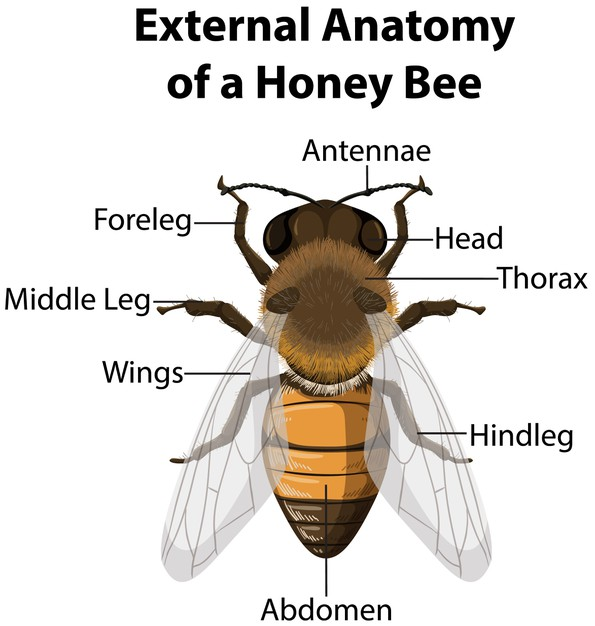 External Anatomy
of a Honey Bee
Antennae
Foreleg
Head
Thorax
Middle Leg
Wings
Hindleg
Abdomen